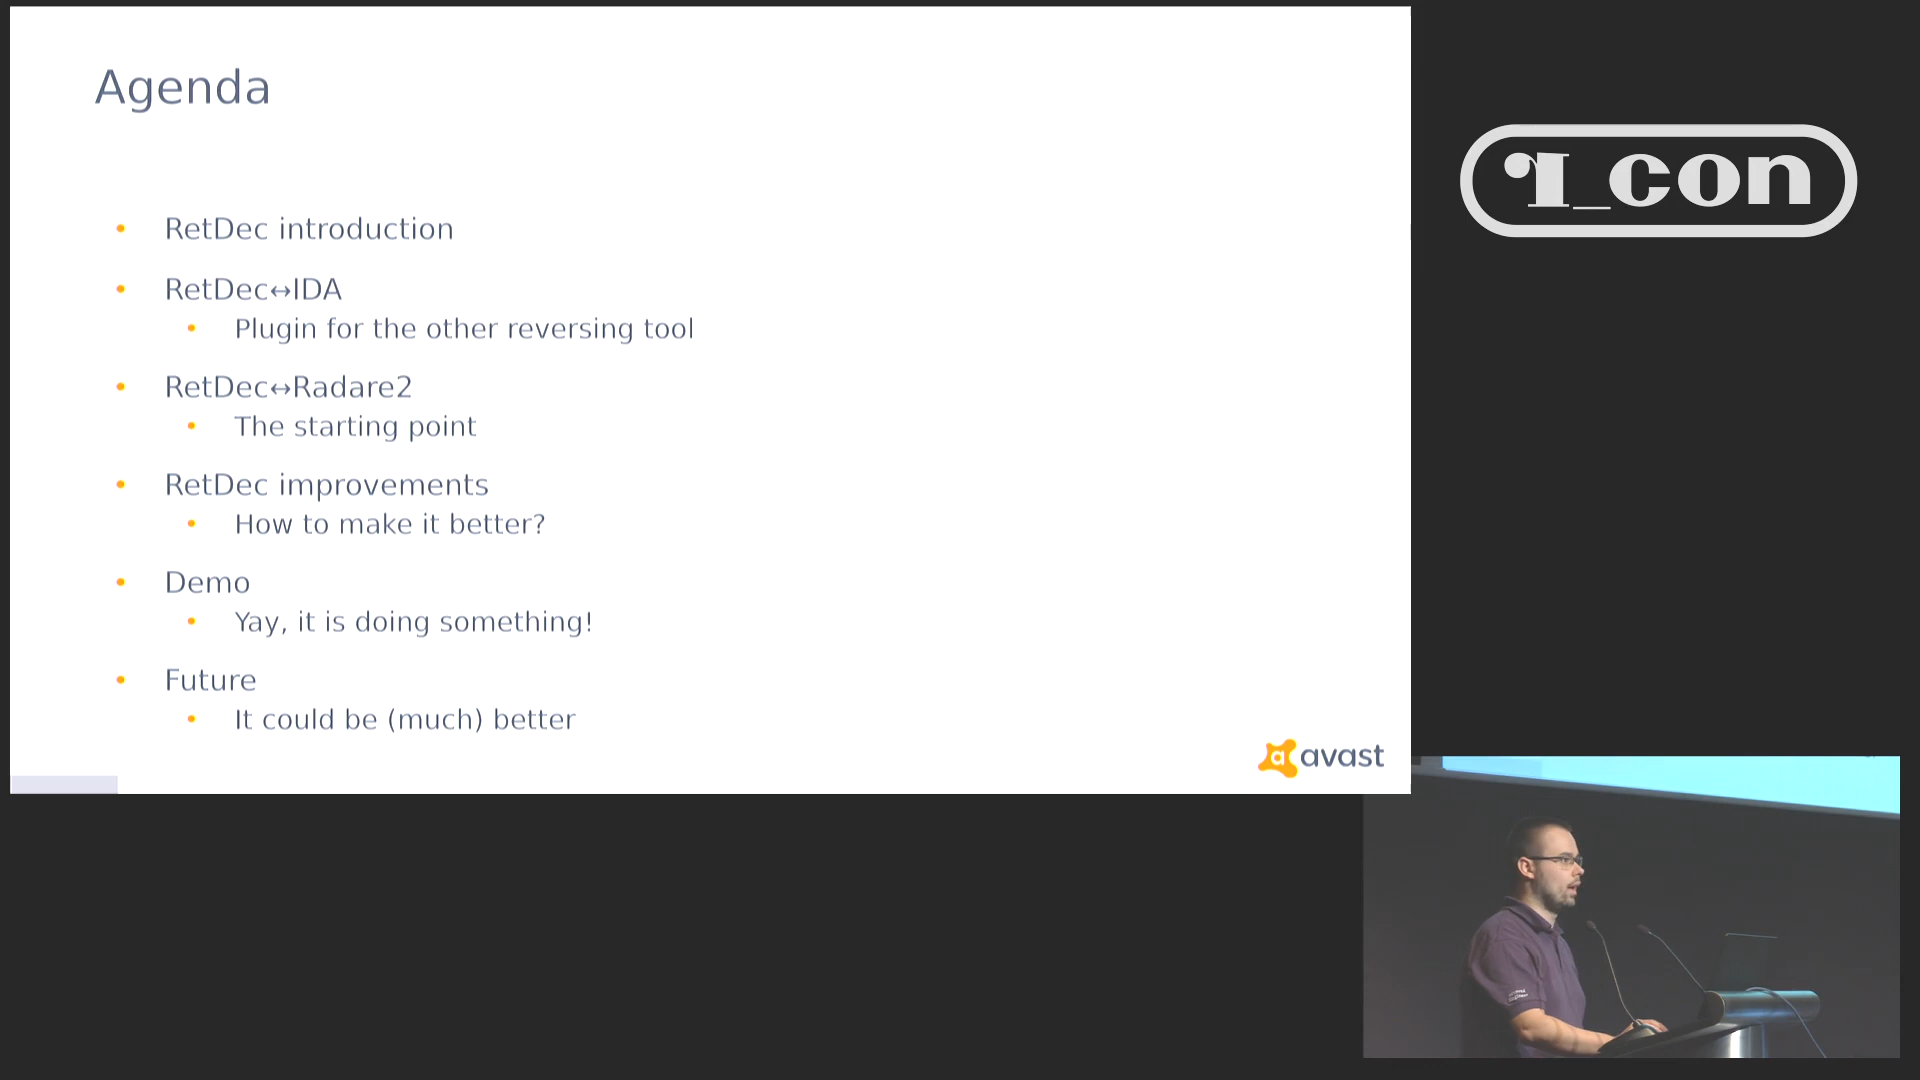 Agenda
• RetDec introduction
• RetDec↔IDA
• Plugin for the other reversing tool
• RetDec↔Radare2
• The starting point
• RetDec improvements
• How to make it better?
• Demo
• Yay, it is doing something!
• Future
• It could be (much) better
a avast
r_con